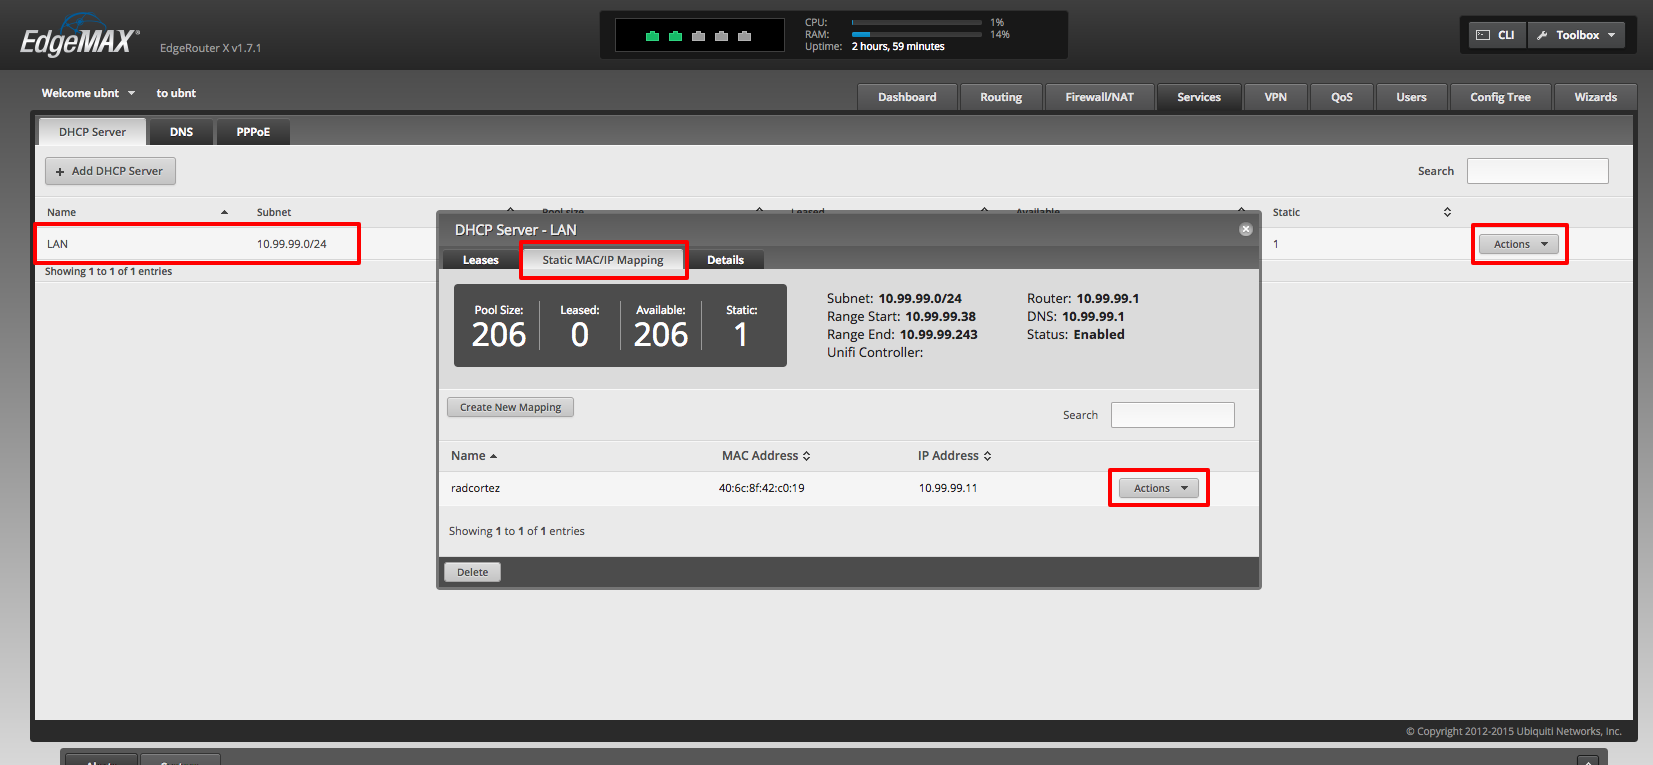 EdgeMAX®
EdgeRouter X v1.7.1
CPU: 1%
RAM: 14%
Uptime: 2 hours, 59 minutes
CLI Toolbox
Welcome ubnt to ubnt
Dashboard Routing Firewall/NAT Services VPN QoS Users Config Tree Wizards
DHCP Server DNS PPPoE
+ Add DHCP Server Search
Name Subnet Pool size Leased Available Static
LAN 10.99.99.0/24 1 Actions
Showing 1 to 1 of 1 entries
DHCP Server - LAN
Leases Static MAC/IP Mapping Details
Pool Size: Leased: Available: Static:
206 0 206 1
Subnet: 10.99.99.0/24 Router: 10.99.99.1
Range Start: 10.99.99.38 DNS: 10.99.99.1
Range End: 10.99.99.243 Status: Enabled
Unifi Controller:
Create New Mapping Search
Name MAC Address IP Address
radcortez 40:6c:8f:42:c0:19 10.99.99.11 Actions
Showing 1 to 1 of 1 entries
Delete
© Copyright 2012-2015 Ubiquiti Networks, Inc.